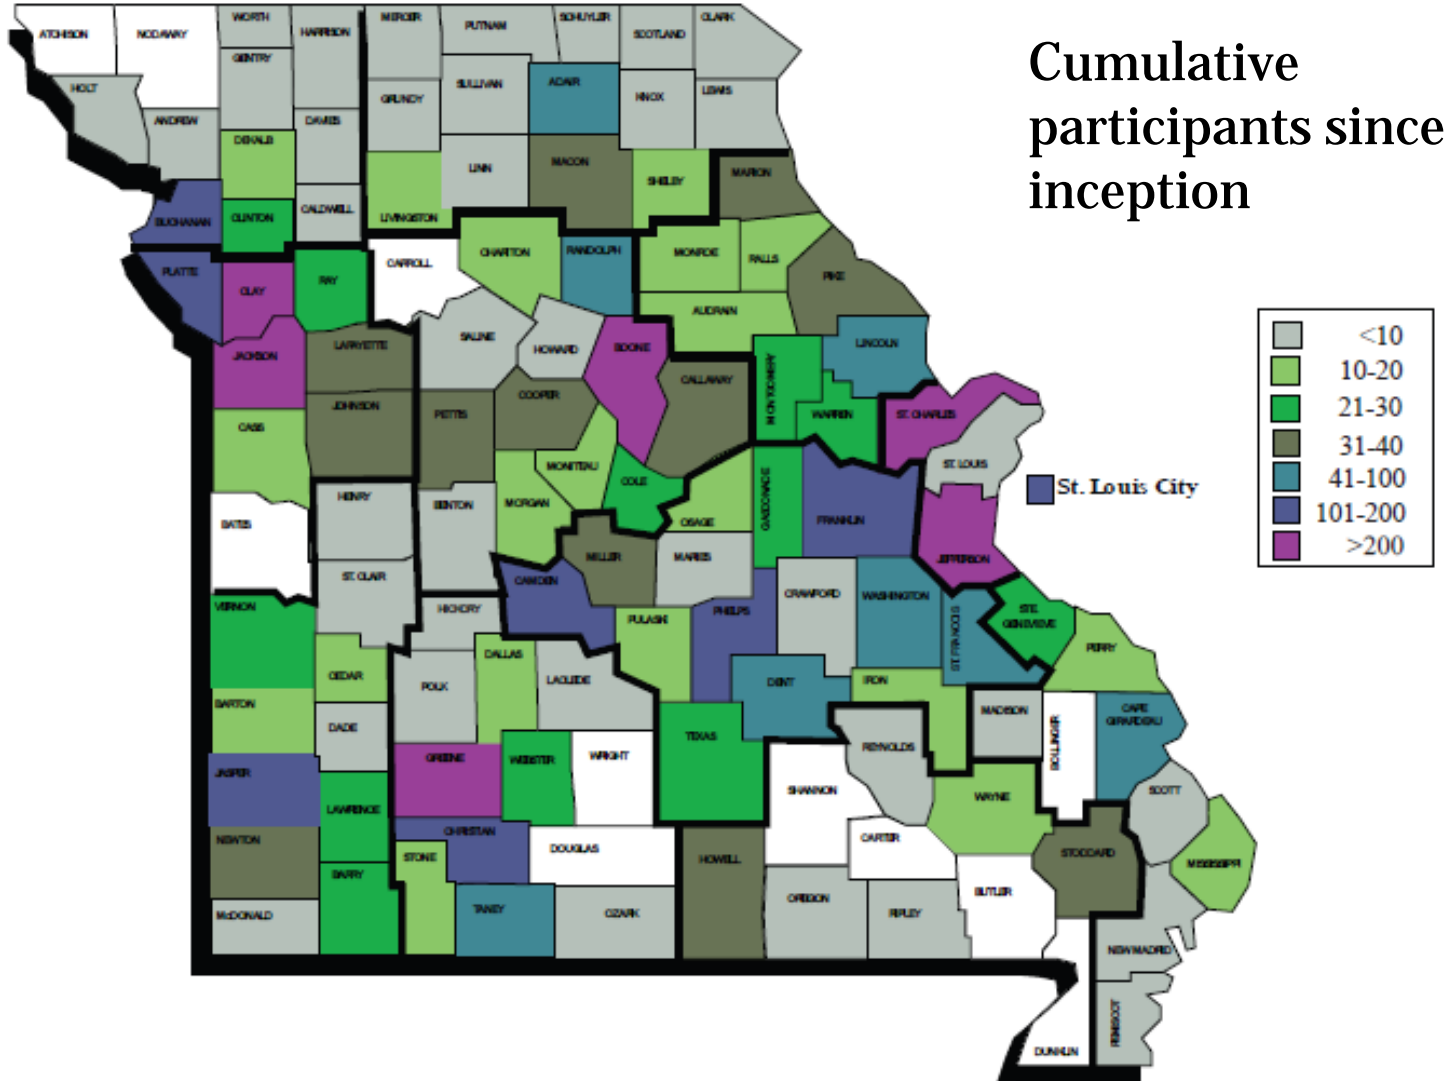 Cumulative
participants since
inception
WORTH
MERCER
PUTNAM
SCHUYLER
CLARK
ATCHISON
NODAWAY
HARRISON
SCOTLAND
GENTRY
HOLT
SULLIVAN
ADAIR
GRUNDY
KNOX
LEWIS
ANDREW
DAVIES
DEKALB
LINN
MACON
SHELBY
MARION
BUCHANAN
CLINTON
CALDWELL
LIVINGSTON
PLATTE
CLAY
RAY
CARROLL
CHARITON
RANDOLPH
MONROE
RALLS
PIKE
AUDRAIN
JACKSON
LAFAYETTE
SALINE
HOWARD
BOONE
LINCOLN
CALLAWAY
MONTGOMERY
JOHNSON
PETTIS
COOPER
WARREN
ST. CHARLES
CASS
MONITEAU
ST. LOUIS
COLE
HENRY
BENTON
MORGAN
GASCONADE
St. Louis City
BATES
OSAGE
FRANKLIN
MILLER
MARIES
JEFFERSON
ST. CLAIR
CAMDEN
CRAWFORD
WASHINGTON
VERNON
HICKORY
PULASKI
PHELPS
ST. FRANCIS
STE.
GENEVIEVE
CEDAR
POLK
DALLAS
LACLEDE
DENT
IRON
PERRY
BARTON
DADE
MADISON
BOLLINGER
CAPE
GIRARDEAU
TEXAS
REYNOLDS
JASPER
GREENE
WEBSTER
WRIGHT
SHANNON
WAYNE
SCOTT
LAWRENCE
NEWTON
CHRISTIAN
STONE
DOUGLAS
HOWELL
CARTER
STODDARD
MISSISSIPPI
BARRY
BUTLER
McDONALD
TANEY
OZARK
OREGON
RIPLEY
NEW MADRID
PEMISCOT
DUNKLIN
<10
10-20
21-30
31-40
41-100
101-200
>200